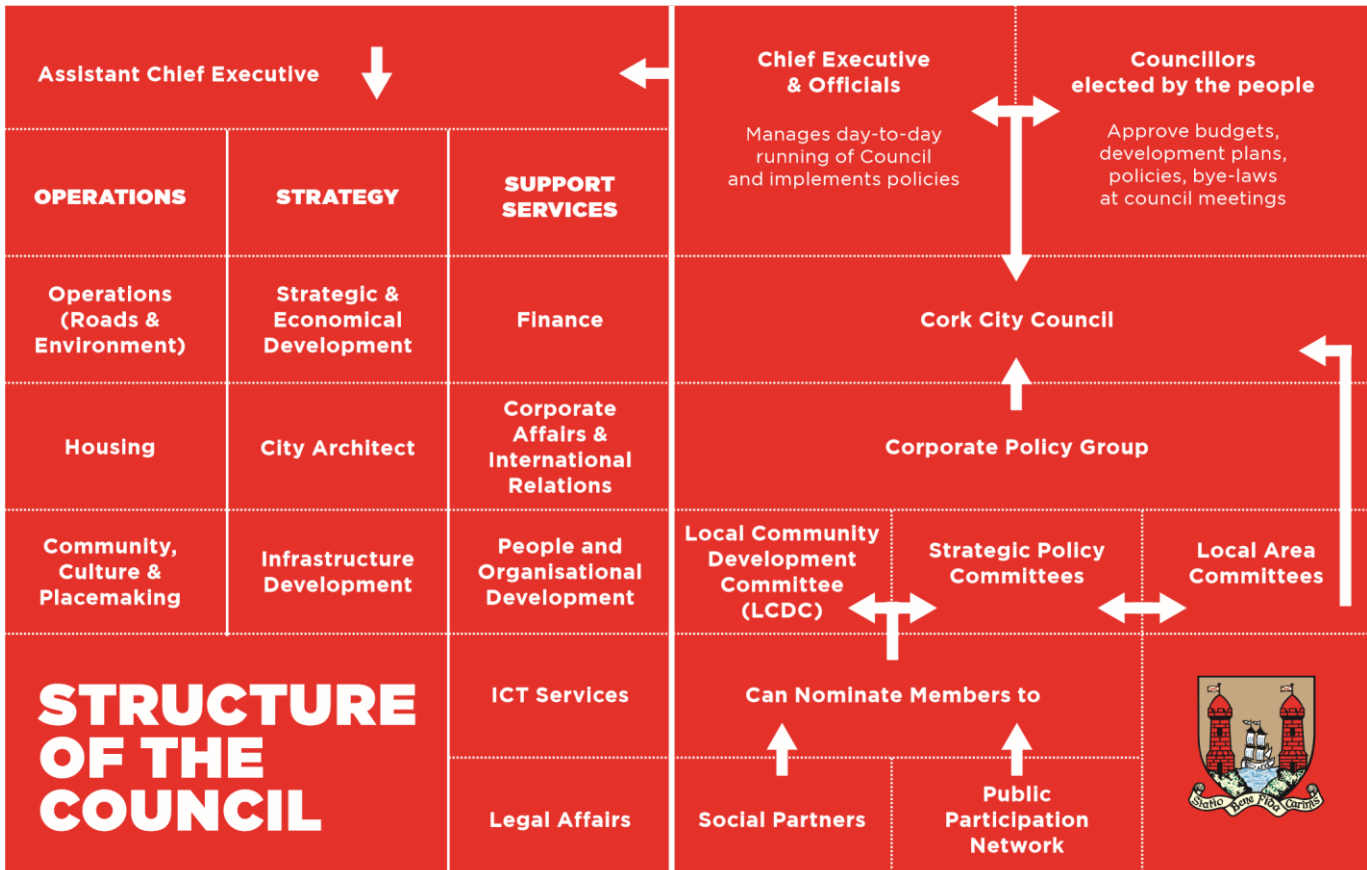 Assistant Chief Executive
OPERATIONS
STRATEGY
SUPPORT
SERVICES
Operations
(Roads &
Environment)
Strategic &
Economical
Development
Finance
Housing
City Architect
Corporate
Affairs &
International
Relations
Community,
Culture &
Placemaking
Infrastructure
Development
People and
Organisational
Development
ICT Services
Legal Affairs
STRUCTURE
OF THE
COUNCIL
Chief Executive
& Officials
Manages day-to-day
running of Council
and implements policies
Councillors
elected by the people
Approve budgets,
development plans,
policies, bye-laws
at council meetings
Cork City Council
Corporate Policy Group
Local Community
Development
Committee
(LCDC)
Strategic Policy
Committees
Local Area
Committees
Can Nominate Members to
Social Partners
Public
Participation
Network
Statio Bene Fida Carinis